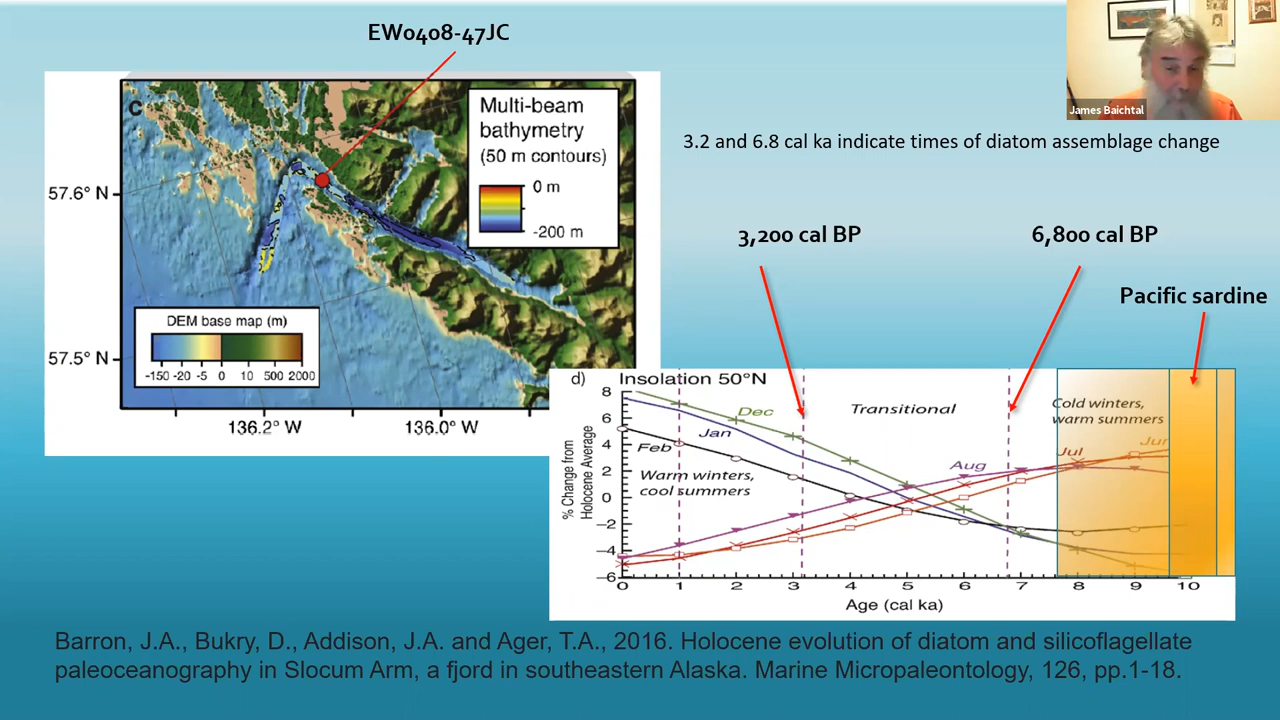 EW0408-47JC
c
Multi-beam
bathymetry
(50 m contours)
0 m
-200 m
57.6° N
57.5° N
DEM base map (m)
-150 -20 -5 0 10 500 2000
136.2° W 136.0° W
James Baichtal
3.2 and 6.8 cal ka indicate times of diatom assemblage change
3,200 cal BP
6,800 cal BP
Pacific sardine
d) Insolation 50°N
% Change from
Holocene Average
8
6
4
2
0
−2
−4
−6
Dec
Jan
Feb
Warm winters,
cool summers
Transitional
Aug
Cold winters,
warm summers
Jul
Jun
0 1 2 3 4 5 6 7 8 9 10
Age (cal ka)
Barron, J.A., Bukry, D., Addison, J.A. and Ager, T.A., 2016. Holocene evolution of diatom and silicoflagellate
paleoceanography in Slocum Arm, a fjord in southeastern Alaska. Marine Micropaleontology, 126, pp.1-18.